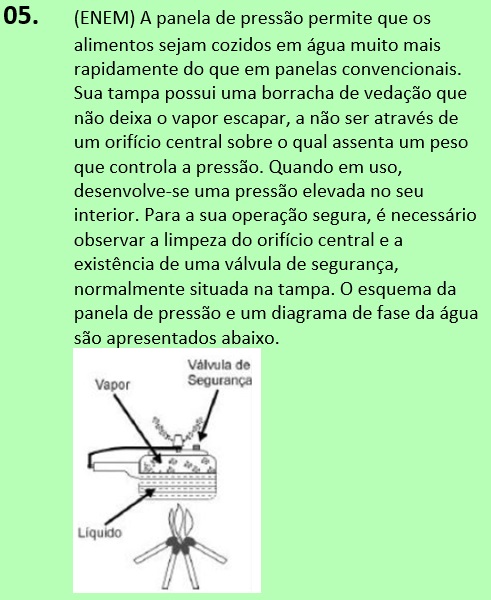 05. (ENEM) A panela de pressão permite que os
alimentos sejam cozidos em água muito mais
rapidamente do que em panelas convencionais.
Sua tampa possui uma borracha de vedação que
não deixa o vapor escapar, a não ser através de
um orifício central sobre o qual assenta um peso
que controla a pressão. Quando em uso,
desenvolve-se uma pressão elevada no seu
interior. Para a sua operação segura, é necessário
observar a limpeza do orifício central e a
existência de uma válvula de segurança,
normalmente situada na tampa. O esquema da
panela de pressão e um diagrama de fase da água
são apresentados abaixo.
Válvula de
Segurança
Vapor
Líquido